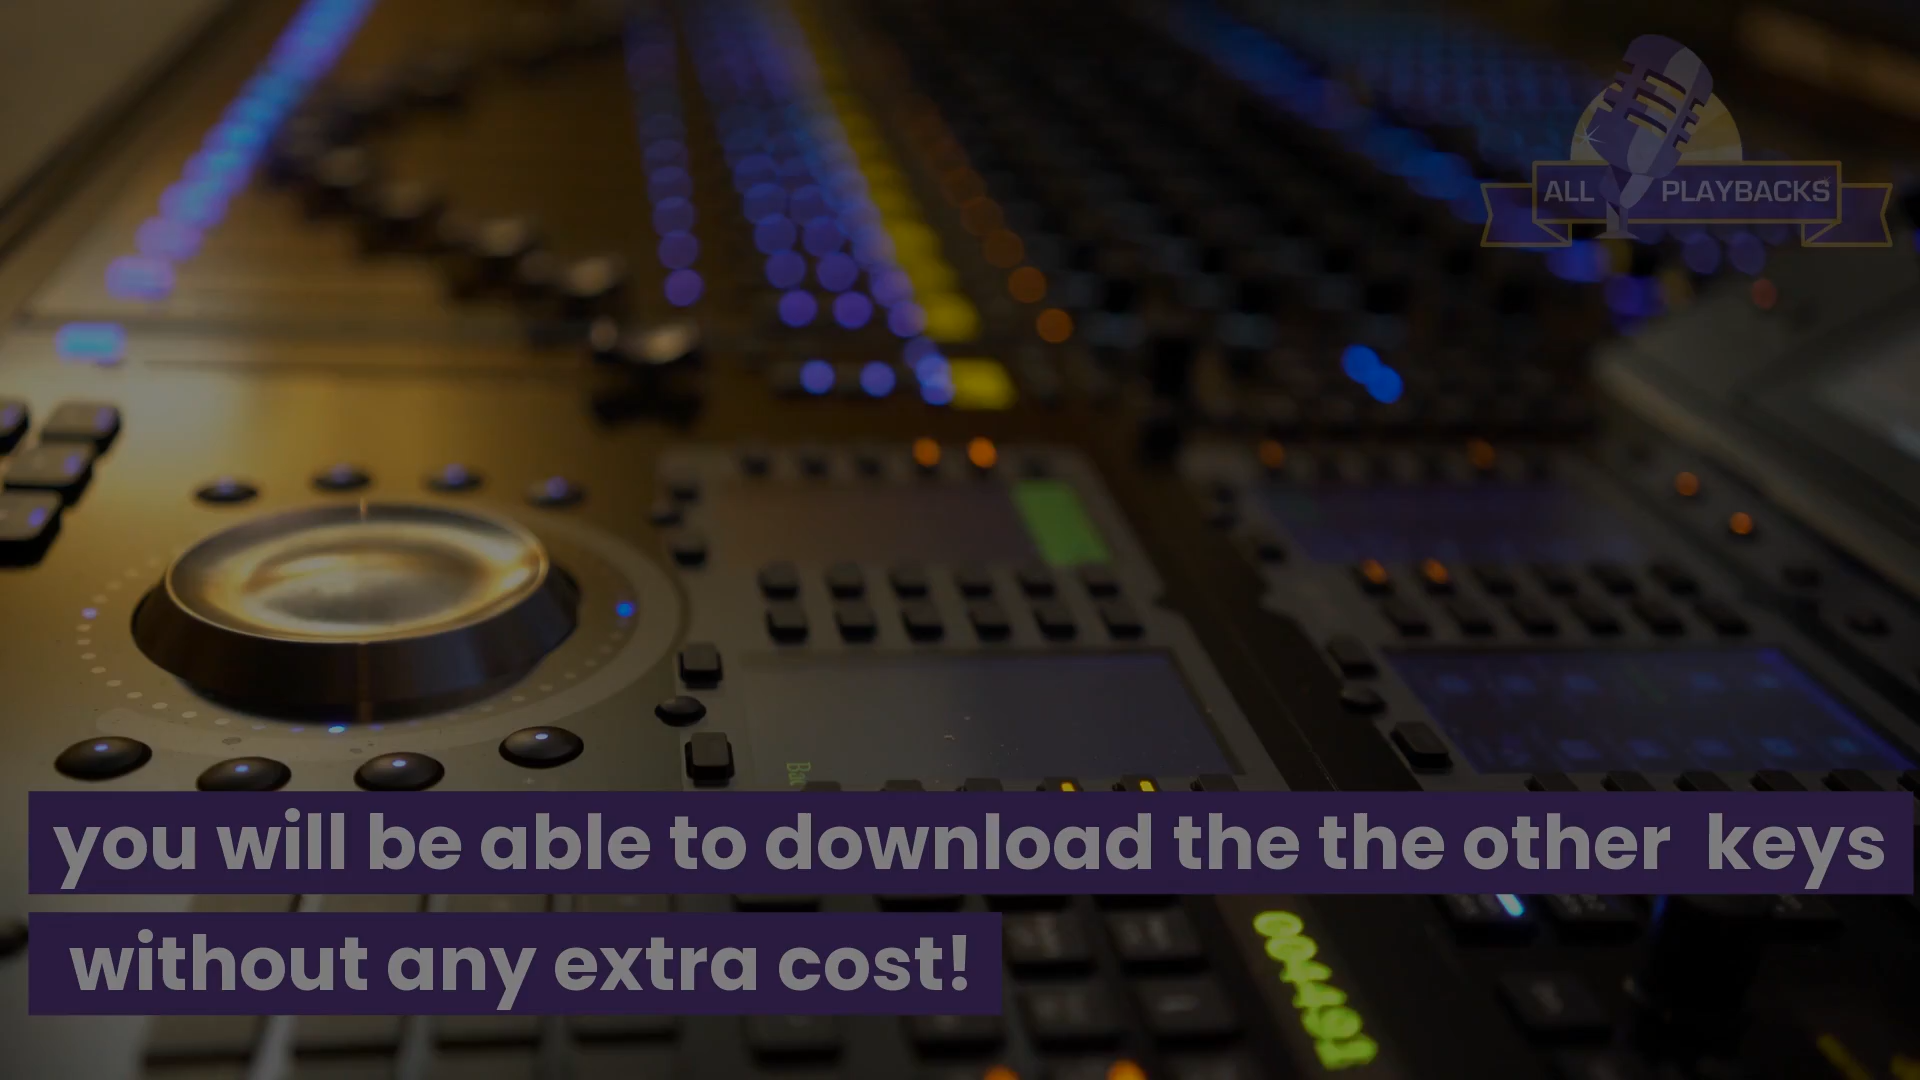 ALL PLAYBACKS
you will be able to download the the other keys
without any extra cost!